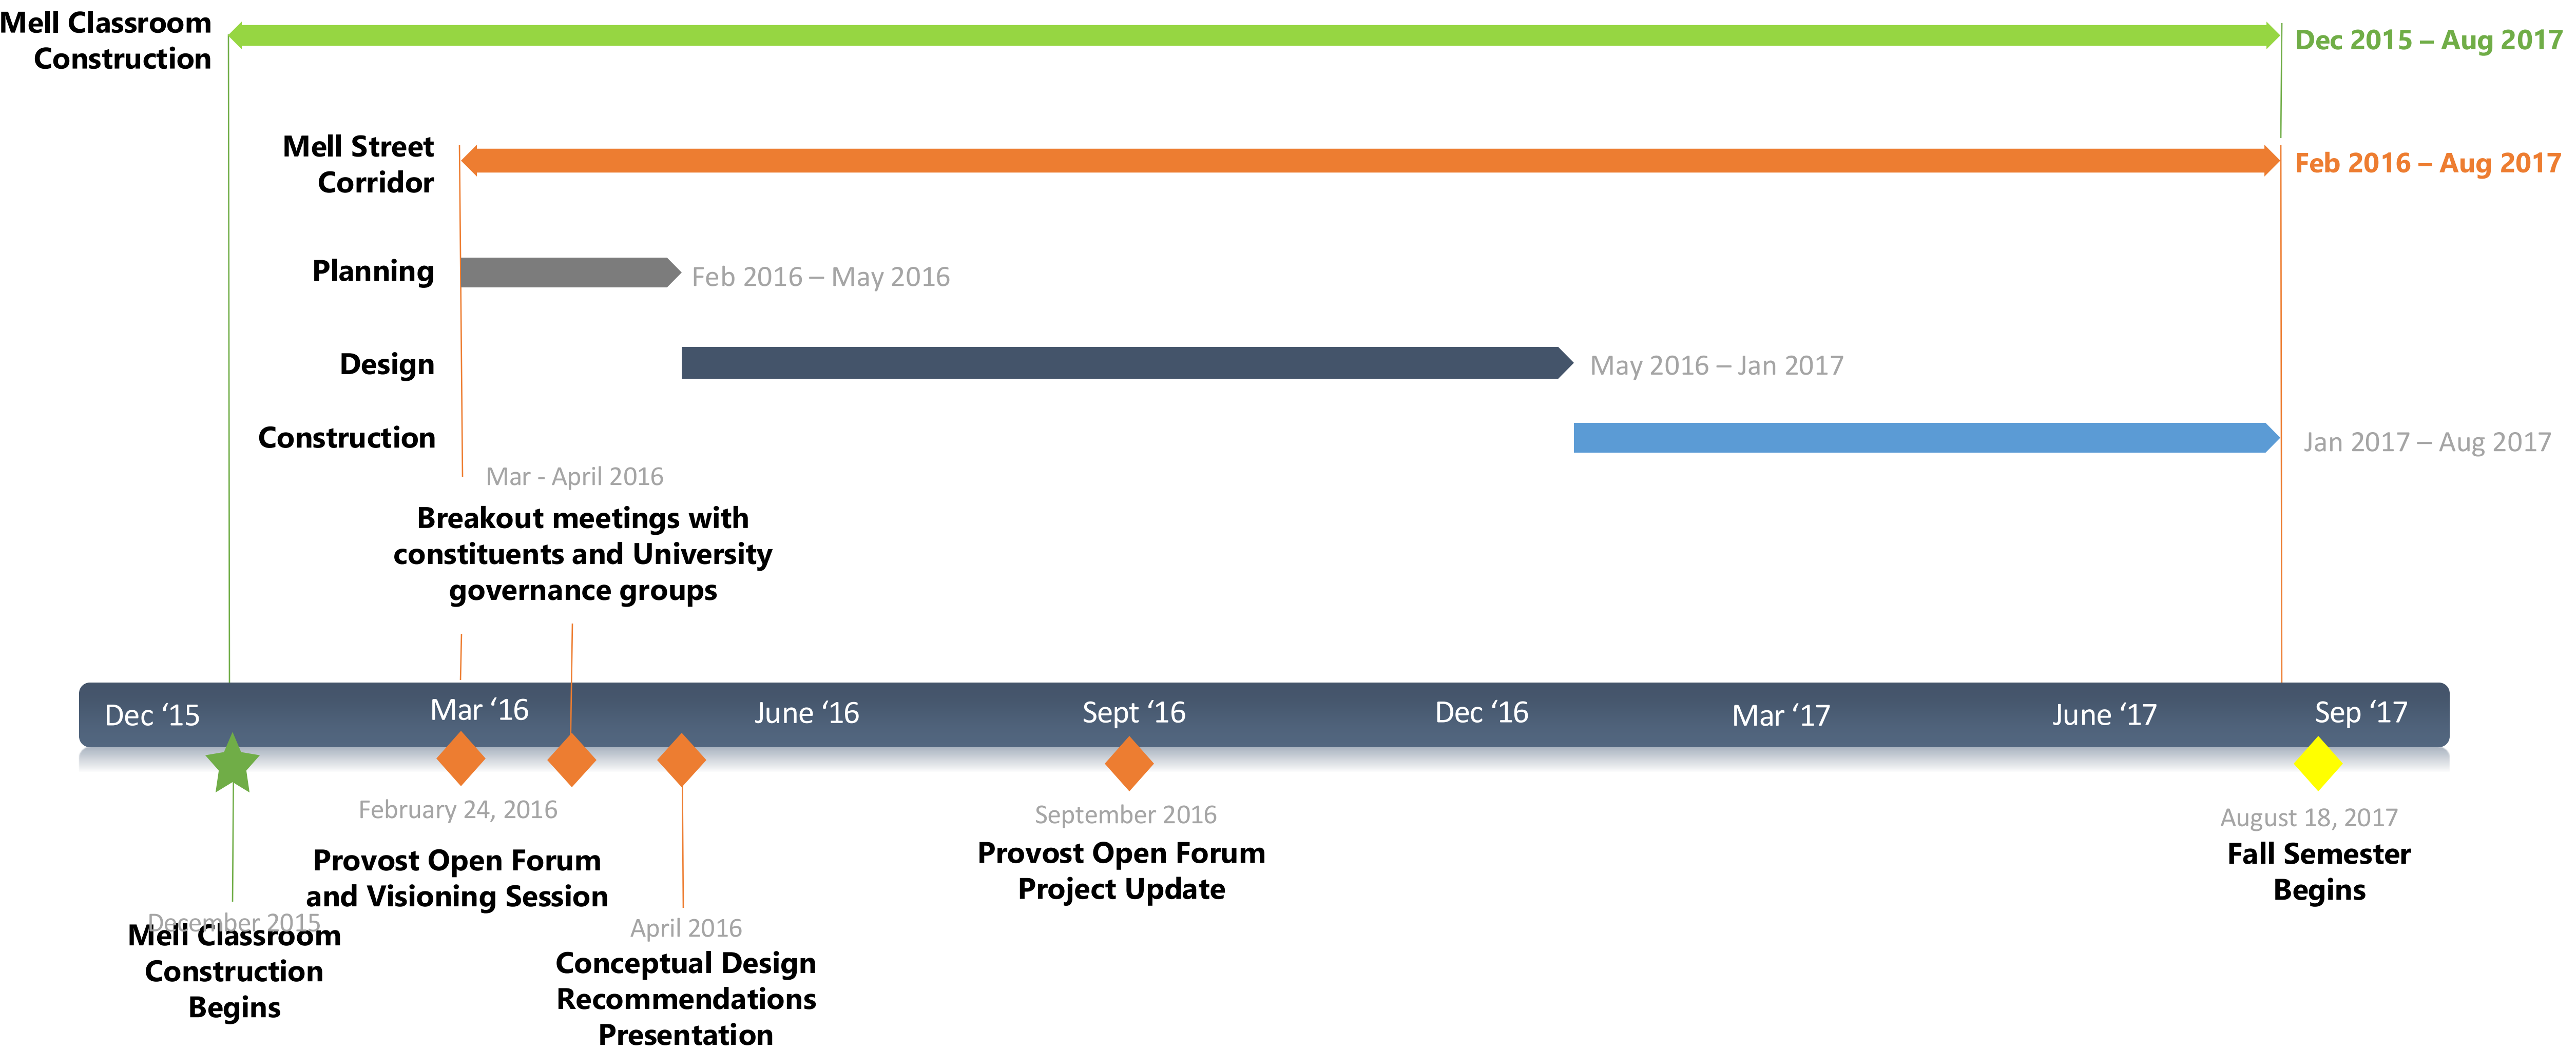 Mell Classroom
Construction
Dec 2015 – Aug 2017
Mell Street
Corridor
Feb 2016 – Aug 2017
Planning
Feb 2016 – May 2016
Design
May 2016 – Jan 2017
Construction
Jan 2017 – Aug 2017
Mar - April 2016
Breakout meetings with
constituents and University
governance groups
Dec ‘15
Mar ‘16
June ‘16
Sept ‘16
Dec ‘16
Mar ‘17
June ‘17
Sep ‘17
February 24, 2016
Provost Open Forum
and Visioning Session
September 2016
Provost Open Forum
Project Update
August 18, 2017
Fall Semester
Begins
December 2015
Mell Classroom
Construction
Begins
April 2016
Conceptual Design
Recommendations
Presentation